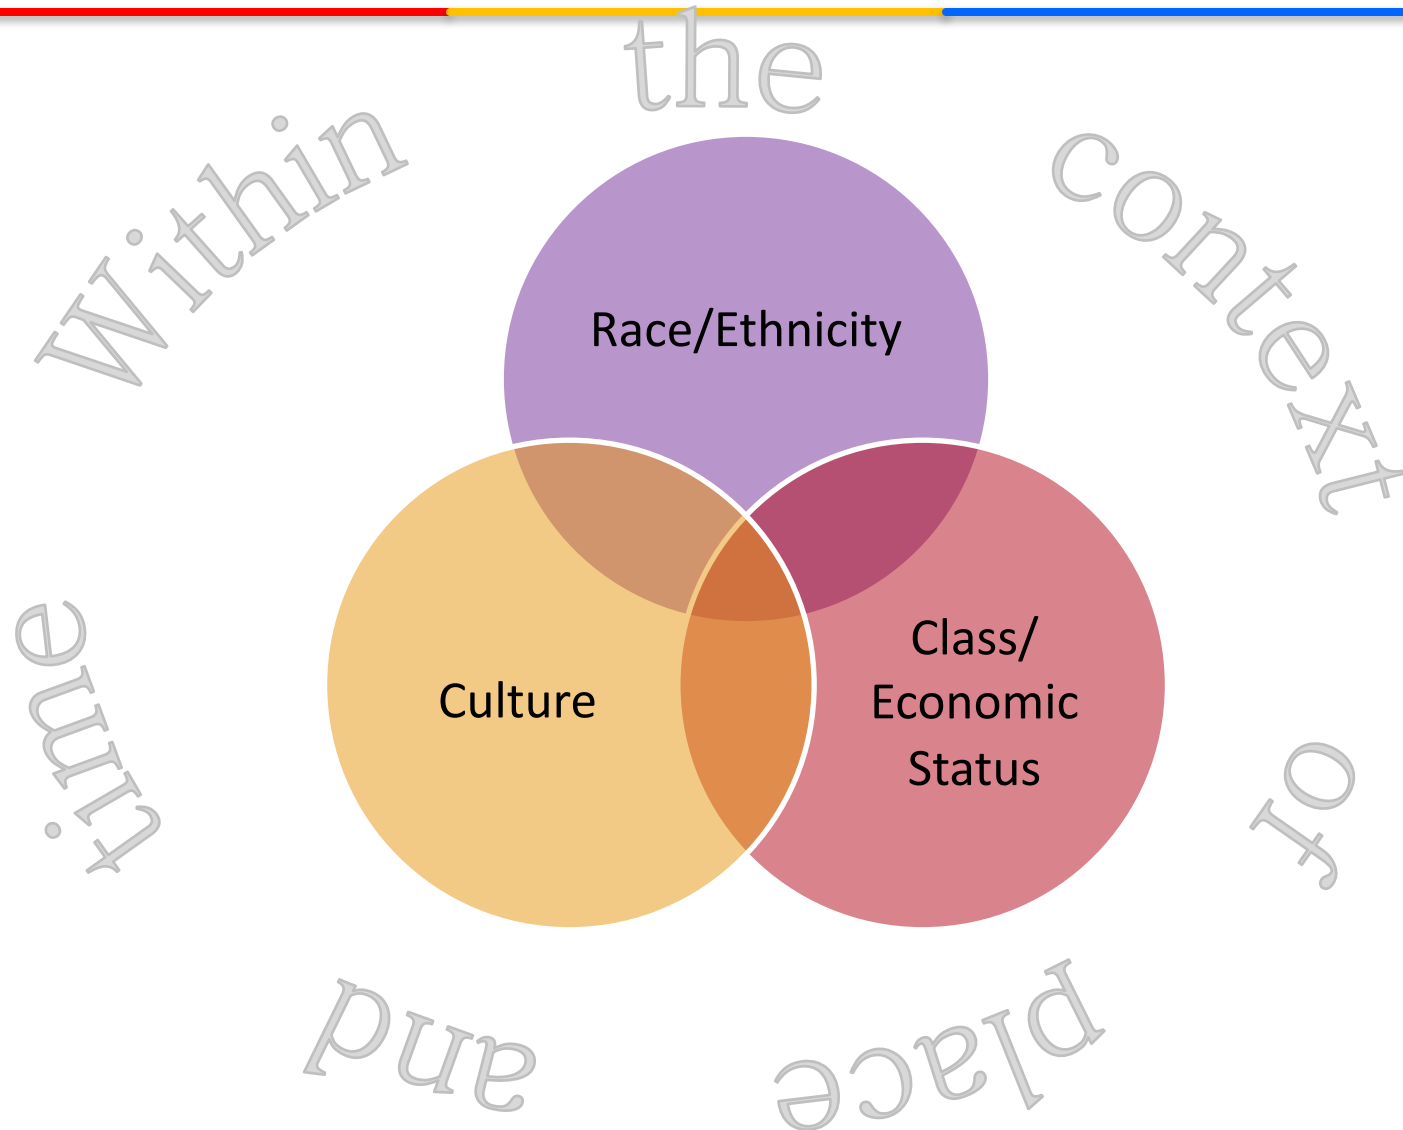 Within the context of place and time
Race/Ethnicity
Culture
Class/
Economic
Status